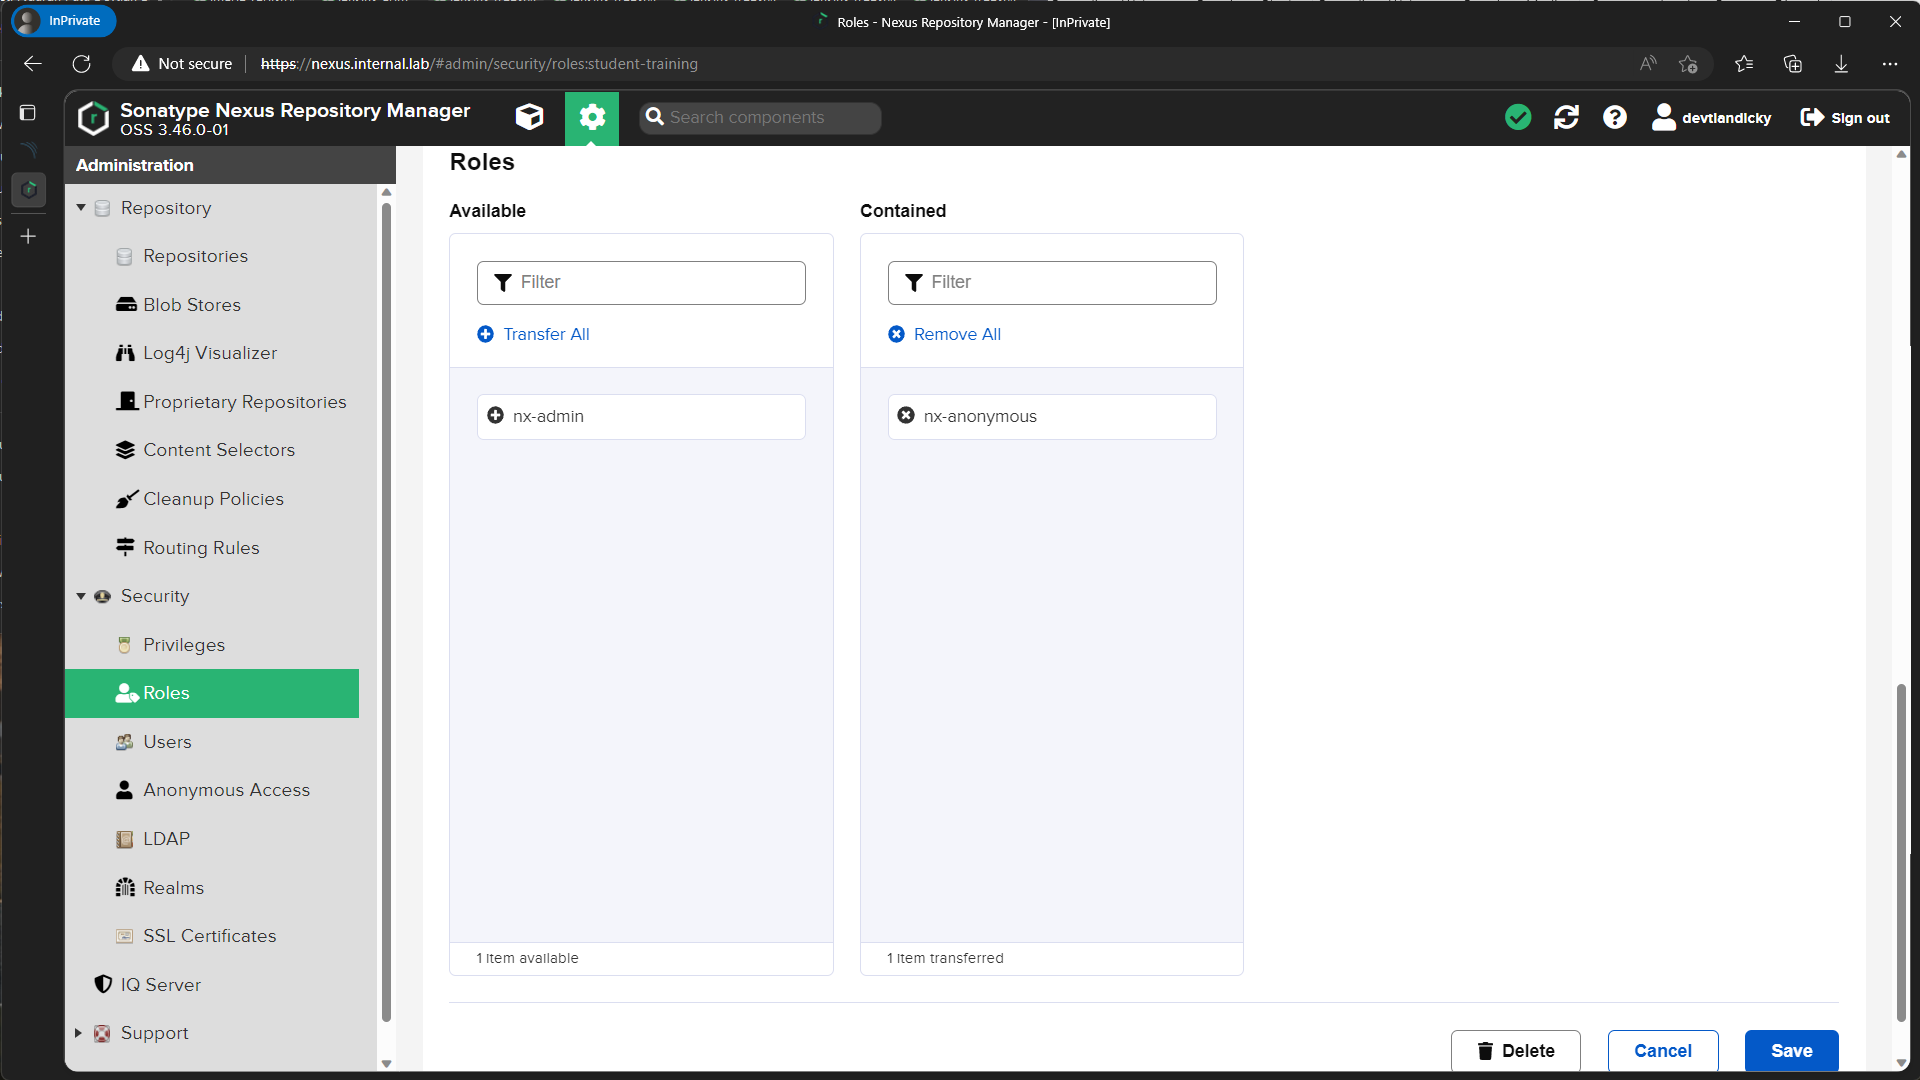 InPrivate
Roles - Nexus Repository Manager - [InPrivate]
Not secure
https://nexus.internal.lab/#admin/security/roles:student-training
Sonatype Nexus Repository Manager
OSS 3.46.0-01
Search components
devtlandicky
Sign out
Administration
Repository
Repositories
Blob Stores
Log4j Visualizer
Proprietary Repositories
Content Selectors
Cleanup Policies
Routing Rules
Security
Privileges
Roles
Users
Anonymous Access
LDAP
Realms
SSL Certificates
IQ Server
Support
Roles
Available
Filter
Transfer All
nx-admin
1 item available
Contained
Filter
Remove All
nx-anonymous
1 item transferred
Delete
Cancel
Save